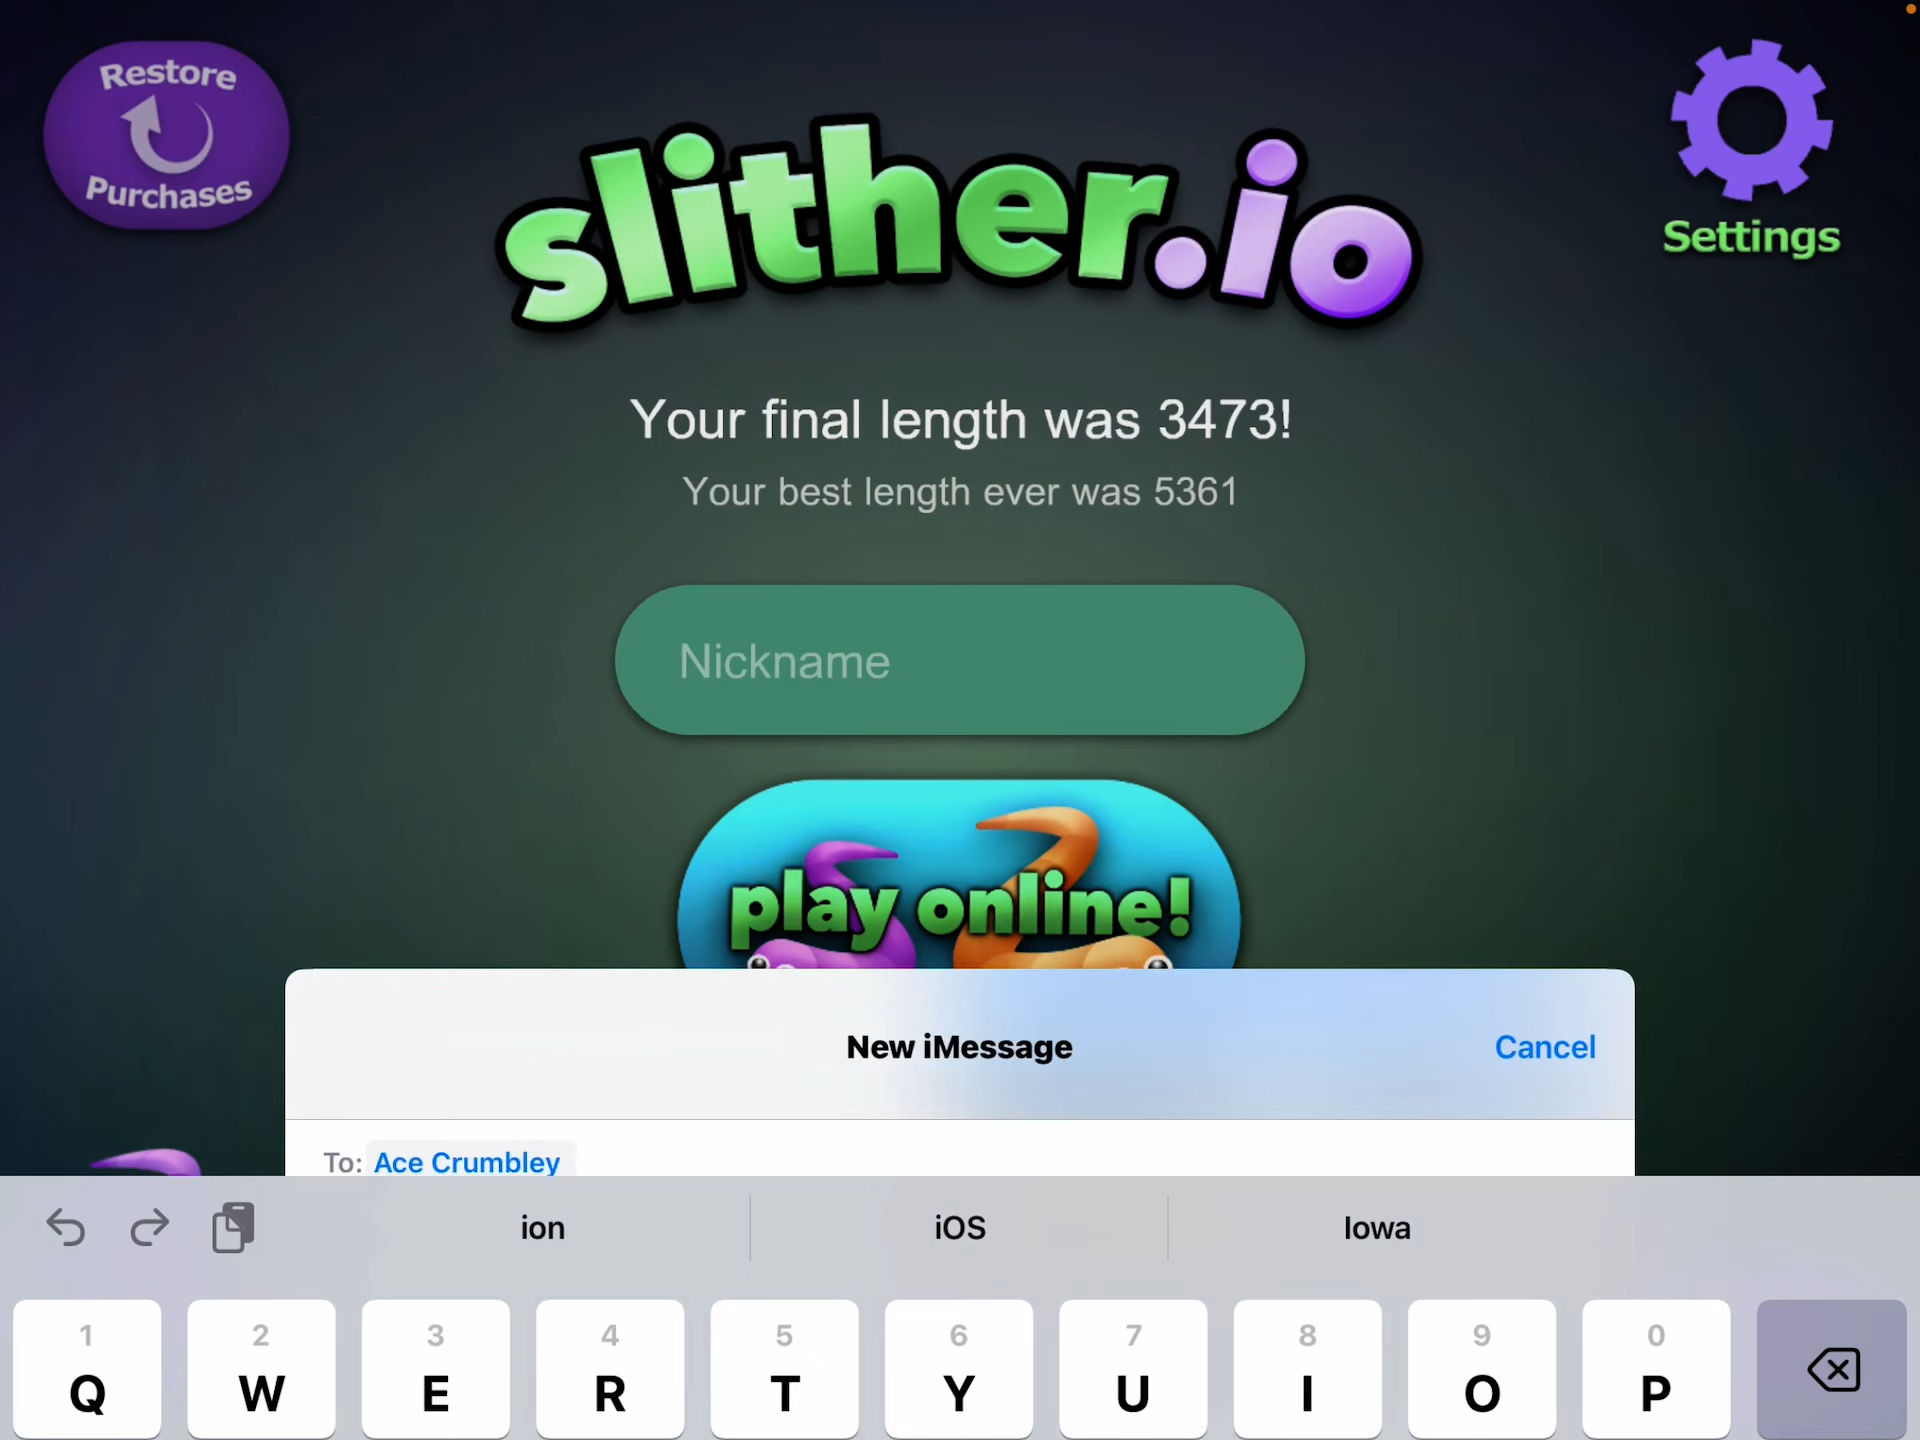 Restore
Purchases
slither.io
Settings
Your final length was 3473!
Your best length ever was 5361
Nickname
play online!
New iMessage
Cancel
To: Ace Crumbley
ion
iOS
Iowa
1 2 3 4 5 6 7 8 9 0
Q W E R T Y U I O P